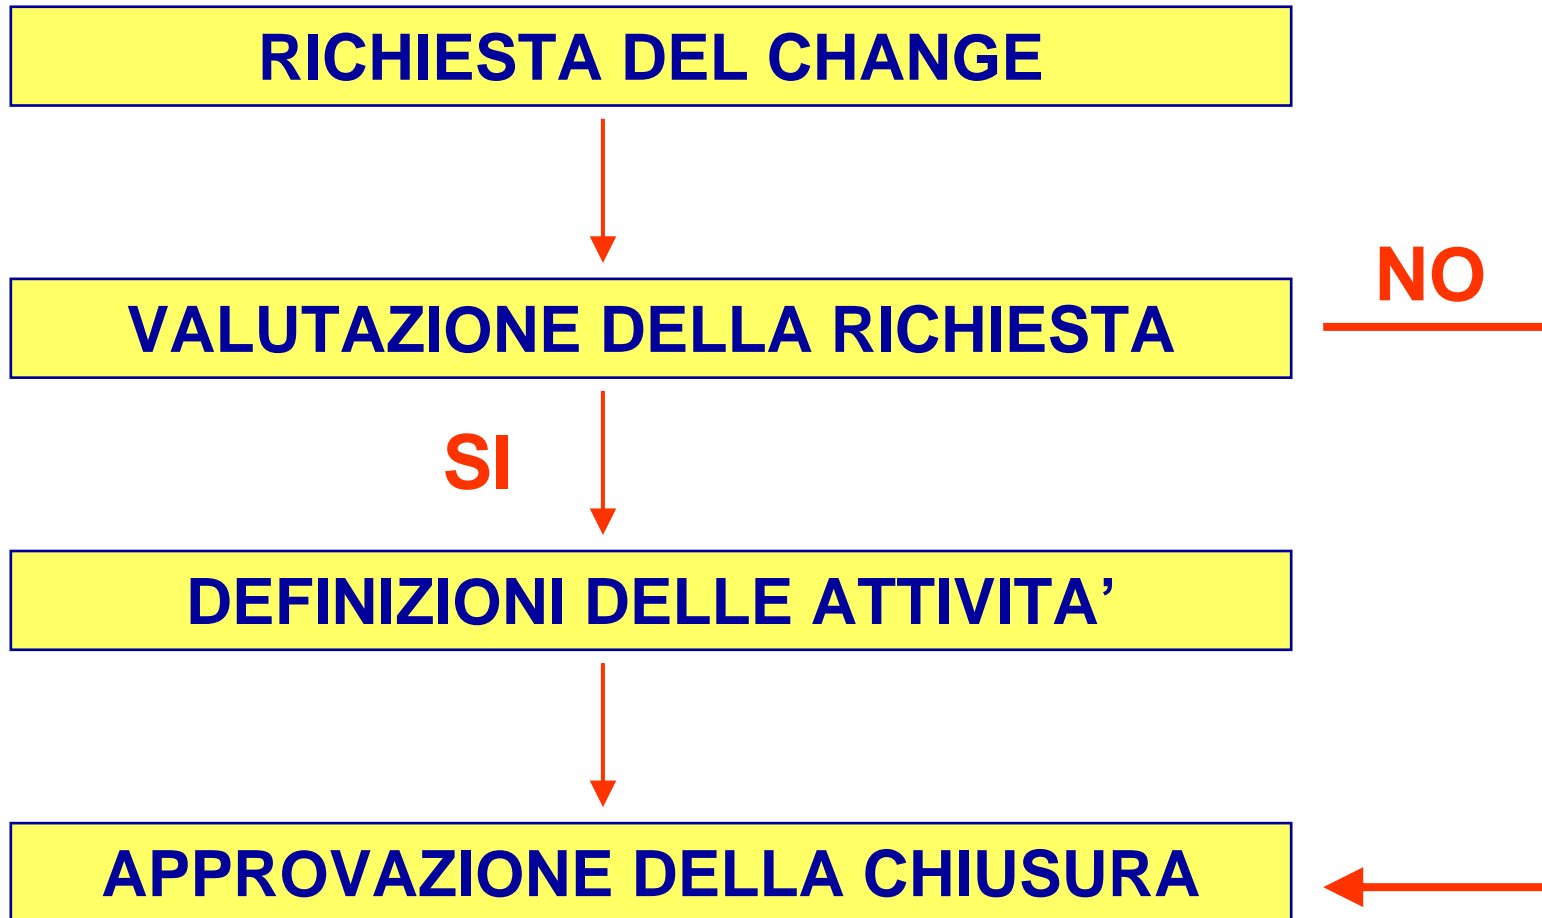 RICHIESTA DEL CHANGE
NO
VALUTAZIONE DELLA RICHIESTA
SI
DEFINIZIONI DELLE ATTIVITA’
APPROVAZIONE DELLA CHIUSURA